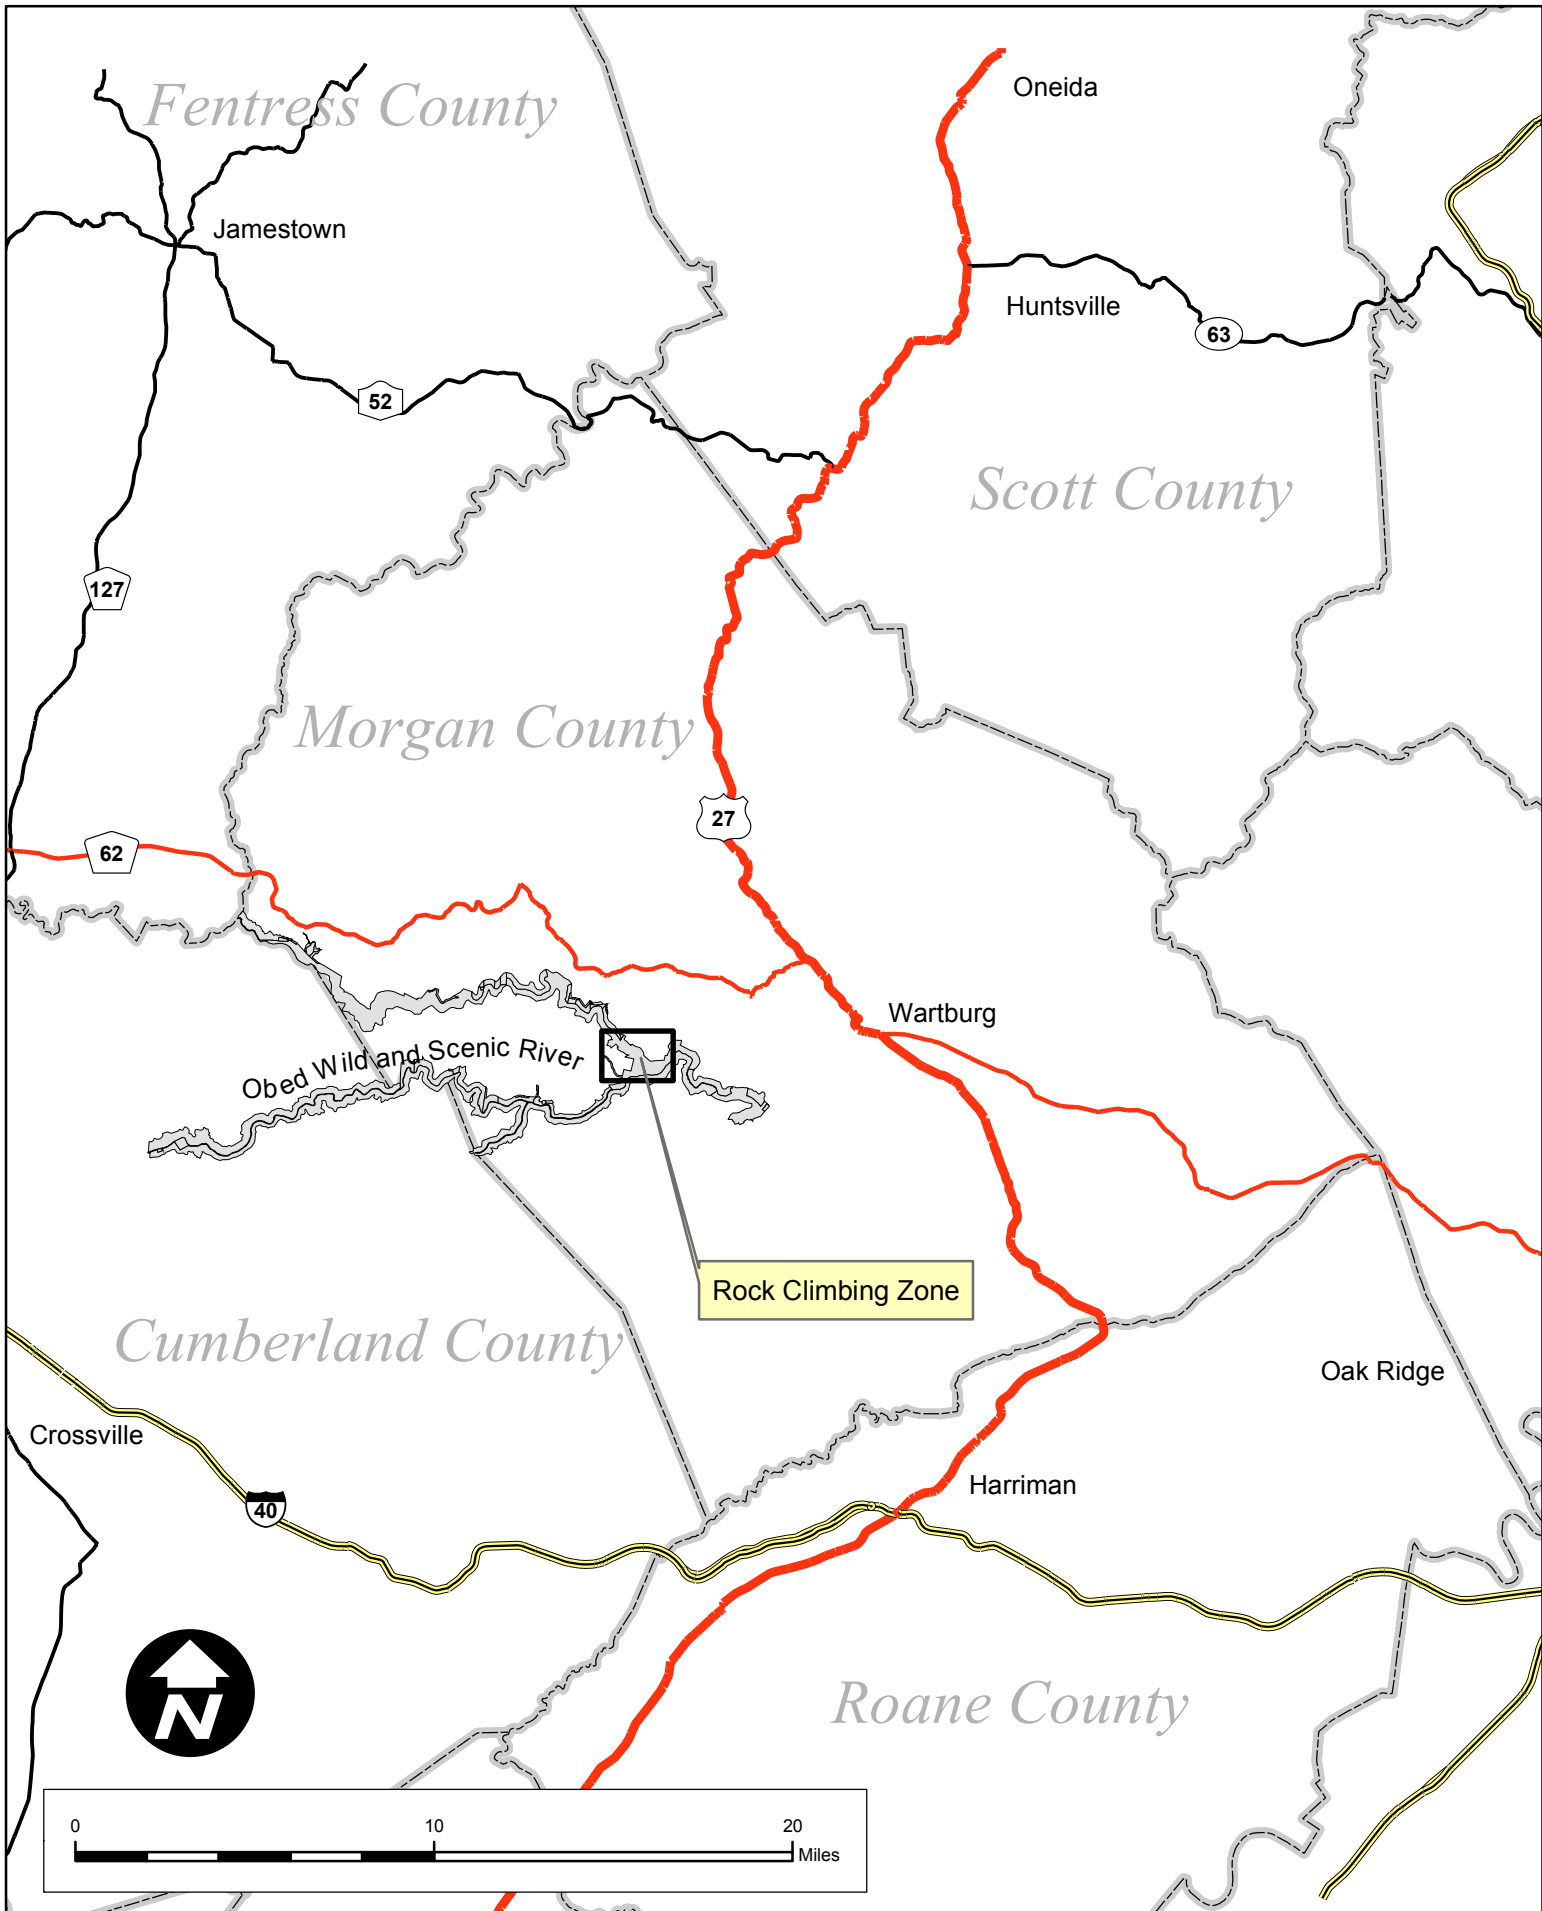 Oneida
Fentress County
Jamestown
Huntsville
63
52
Scott County
127
Morgan County
27
62
Wartburg
Obed Wild and Scenic River
Rock Climbing Zone
Cumberland County
Oak Ridge
Crossville
Harriman
40
N
Roane County
0 10 20
Miles